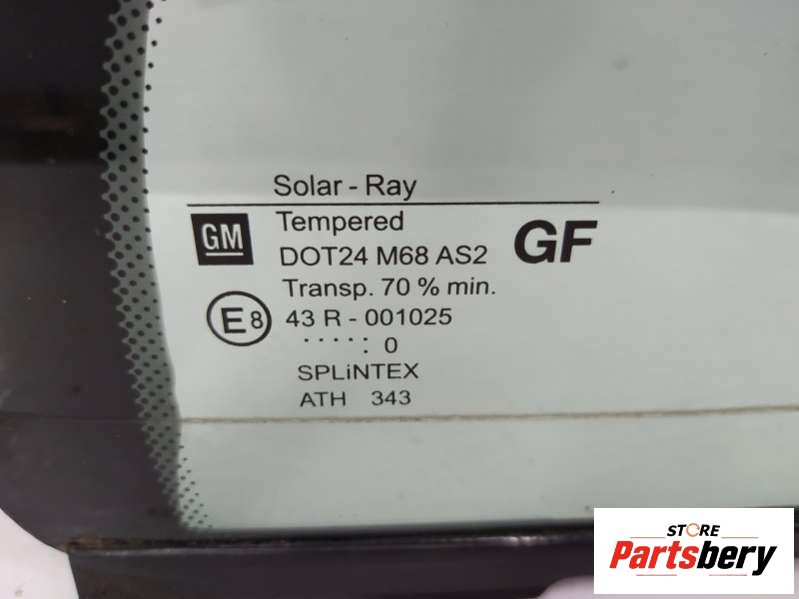 Solar - Ray
GM
Tempered
DOT24 M68 AS2
GF
Transp. 70 % min.
E8
43 R - 001025
· · · · · : 0
SPLiNTEX
ATH 343
STORE
Partsbery